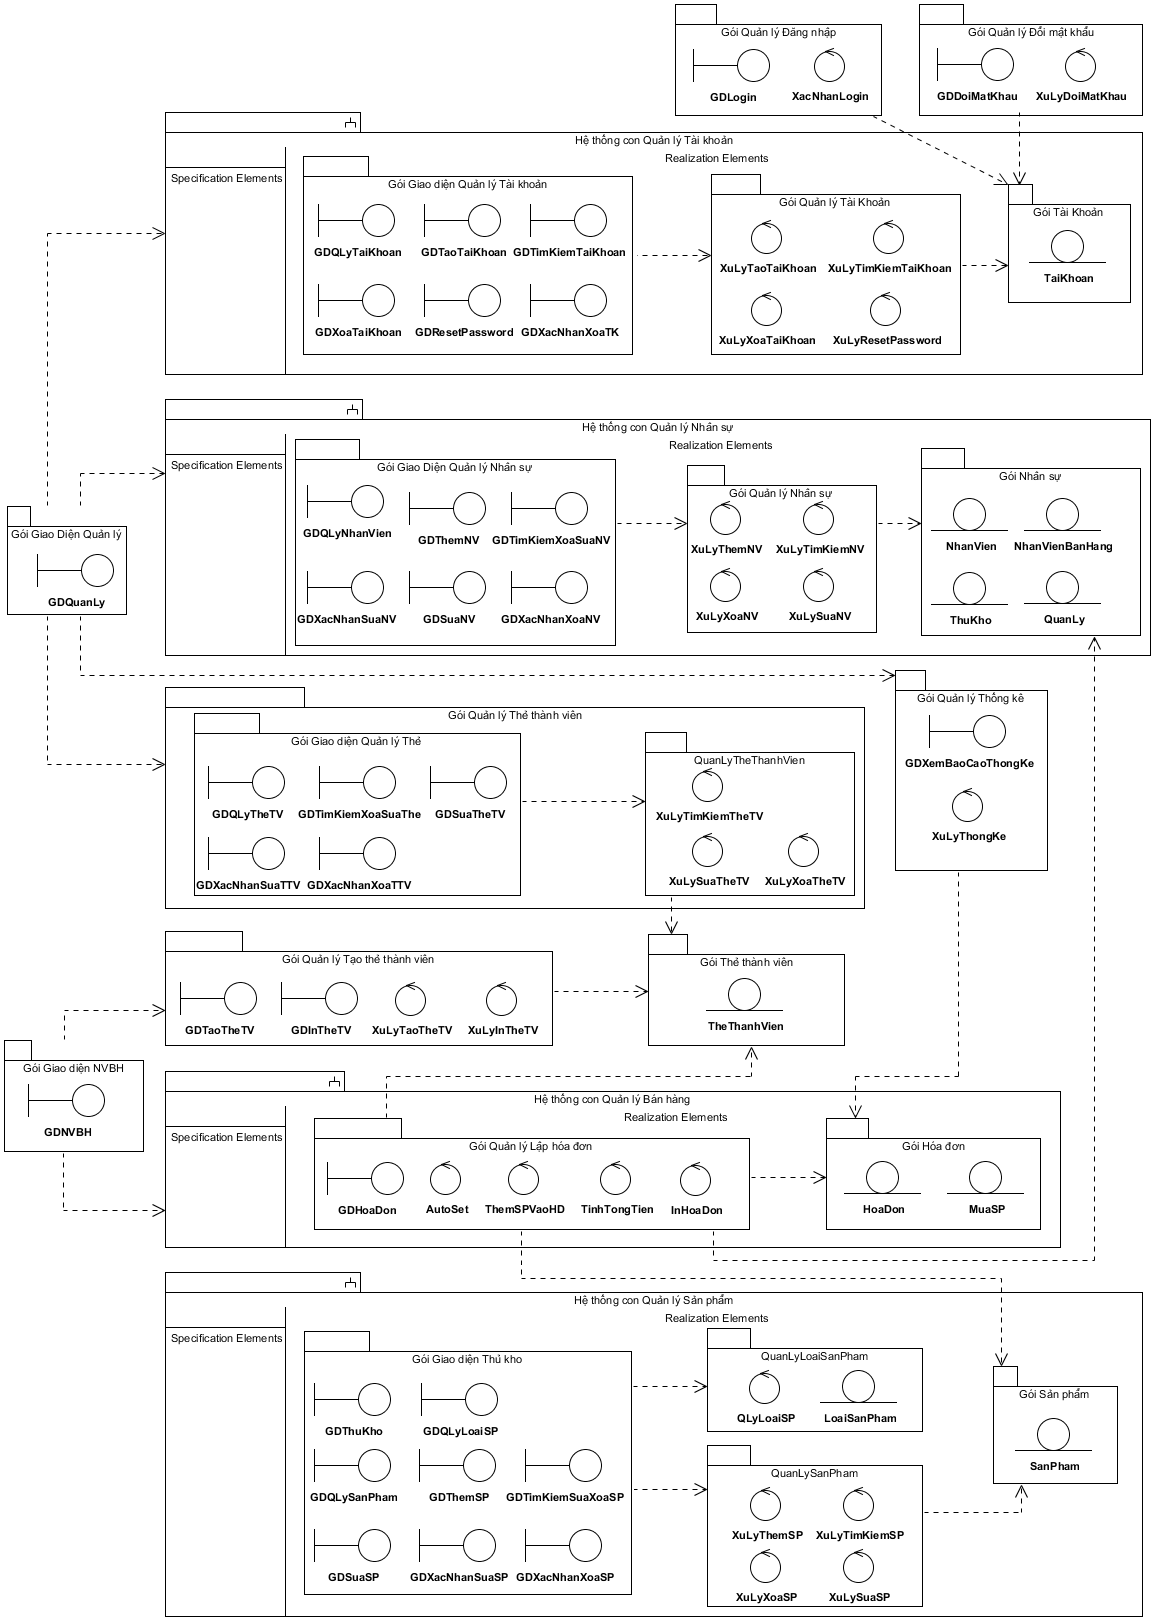 Gói Quản lý Đăng nhập
GDLogin XacNhanLogin
Gói Quản lý Đổi mật khẩu
GDDoiMatKhau XuLyDoiMatKhau
Hệ thống con Quản lý Tài khoản
Specification Elements
Realization Elements
Gói Giao diện Quản lý Tài khoản
GDQLyTaiKhoan GDTaoTaiKhoan GDTimKiemTaiKhoan
GDXoaTaiKhoan GDResetPassword GDXacNhanXoaTK
Gói Quản lý Tài Khoản
XuLyTaoTaiKhoan XuLyTimKiemTaiKhoan
XuLyXoaTaiKhoan XuLyResetPassword
Gói Tài Khoản
TaiKhoan
Hệ thống con Quản lý Nhân sự
Specification Elements
Realization Elements
Gói Giao Diện Quản lý Nhân sự
GDQLyNhanVien GDThemNV GDTimKiemXoaSuaNV
GDXacNhanSuaNV GDSuaNV GDXacNhanXoaNV
Gói Quản lý Nhân sự
XuLyThemNV XuLyTimKiemNV
XuLyXoaNV XuLySuaNV
Gói Nhân sự
NhanVien NhanVienBanHang
ThuKho QuanLy
Gói Giao Diện Quản lý
GDQuanLy
Gói Quản lý Thẻ thành viên
Gói Giao diện Quản lý Thẻ
GDQLyTheTV GDTimKiemXoaSuaThe GDSuaTheTV
GDXacNhanSuaTTV GDXacNhanXoaTTV
QuanLyTheThanhVien
XuLyTimKiemTheTV
XuLySuaTheTV XuLyXoaTheTV
Gói Quản lý Thống kê
GDXemBaoCaoThongKe
XuLyThongKe
Gói Quản lý Tạo thẻ thành viên
GDTaoTheTV GDInTheTV XuLyTaoTheTV XuLyInTheTV
Gói Thẻ thành viên
TheThanhVien
Gói Giao diện NVBH
GDNVBH
Hệ thống con Quản lý Bán hàng
Specification Elements
Realization Elements
Gói Quản lý Lập hóa đơn
GDHoaDon AutoSet ThemSPVaoHD TinhTongTien InHoaDon
Gói Hóa đơn
HoaDon MuaSP
Hệ thống con Quản lý Sản phẩm
Specification Elements
Realization Elements
Gói Giao diện Thủ kho
GDThuKho GDQLyLoaiSP
GDQLySanPham GDThemSP GDTimKiemSuaXoaSP
GDSuaSP GDXacNhanSuaSP GDXacNhanXoaSP
QuanLyLoaiSanPham
QLyLoaiSP LoaiSanPham
QuanLySanPham
XuLyThemSP XuLyTimKiemSP
XuLyXoaSP XuLySuaSP
Gói Sản phẩm
SanPham